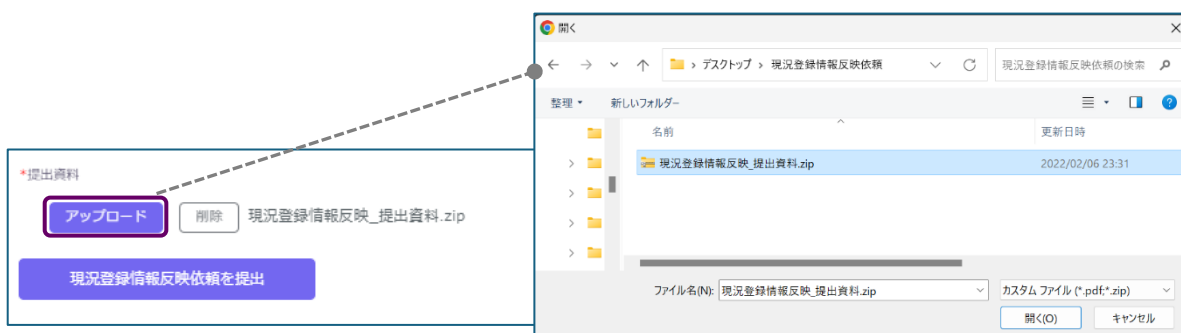 *提出資料
アップロード 削除 現況登録情報反映_提出資料.zip
現況登録情報反映依頼を提出
開く
デスクトップ > 現況登録情報反映依頼 現況登録情報反映依頼の検索
整理 新しいフォルダー
名前 更新日時
現況登録情報反映_提出資料.zip 2022/02/06 23:31
ファイル名(N): 現況登録情報反映_提出資料.zip カスタム ファイル (*.pdf;*.zip)
開く(O) キャンセル